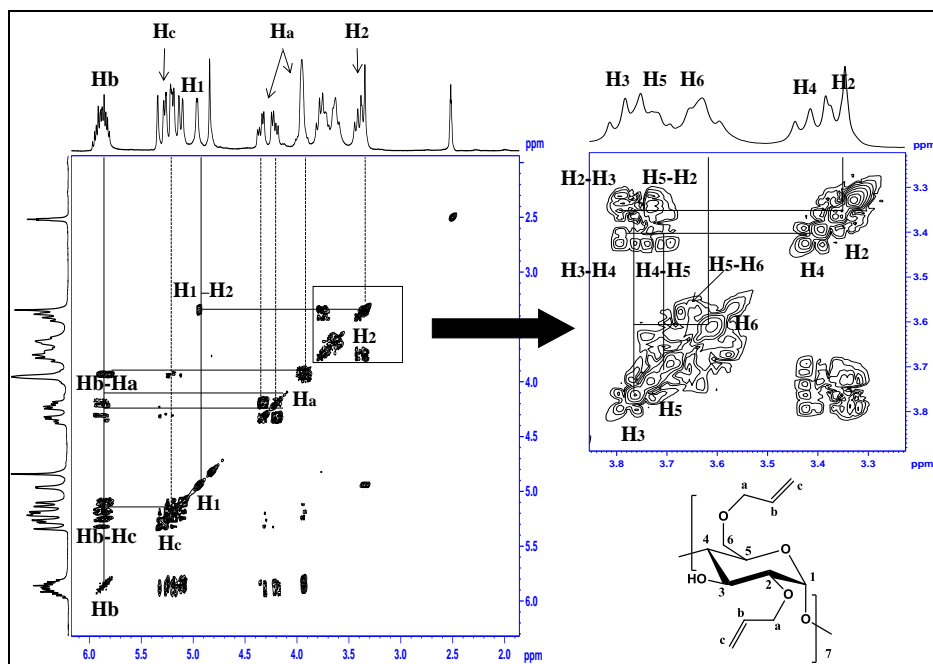 Hc
Ha
H2
Hb
H1
ppm
2.5
3.0
3.5
4.0
4.5
5.0
5.5
6.0
6.0
5.5
5.0
4.5
4.0
3.5
3.0
2.5
2.0
ppm
H1 –H2
H2
Hb-Ha
Ha
H1
Hb-Hc
Hc
Hb
H3
H5
H6
H4
H2
ppm
3.3
3.4
3.5
3.6
3.7
3.8
3.8
3.7
3.6
3.5
3.4
3.3
ppm
H2–H3
H5-H2
H3–H4
H4–H5
H5-H6
H4
H2
H6
H5
H3
a
c
b
O
6
4
5
O
HO
3
2
1
O
O
b
c
a
7